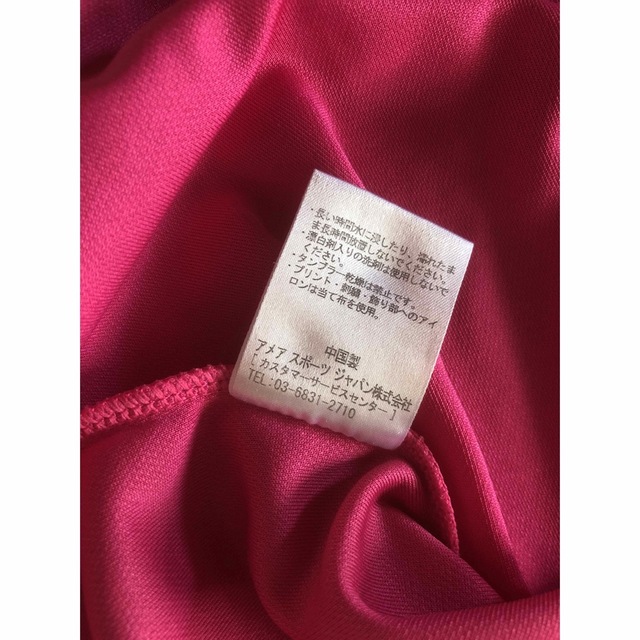 ・長い時間水に浸したり、濡れたま
ま長時間放置しないでください。
・漂白剤入りの洗剤は使用しないで
ください。
・タンブラー乾燥は禁止です。
・プリント・刺繍・飾り部へのアイ
ロンは当て布を使用。
中国製
アメア スポーツ ジャパン株式会社
[ カスタマーサービスセンター ]
TEL:03-6831-2710